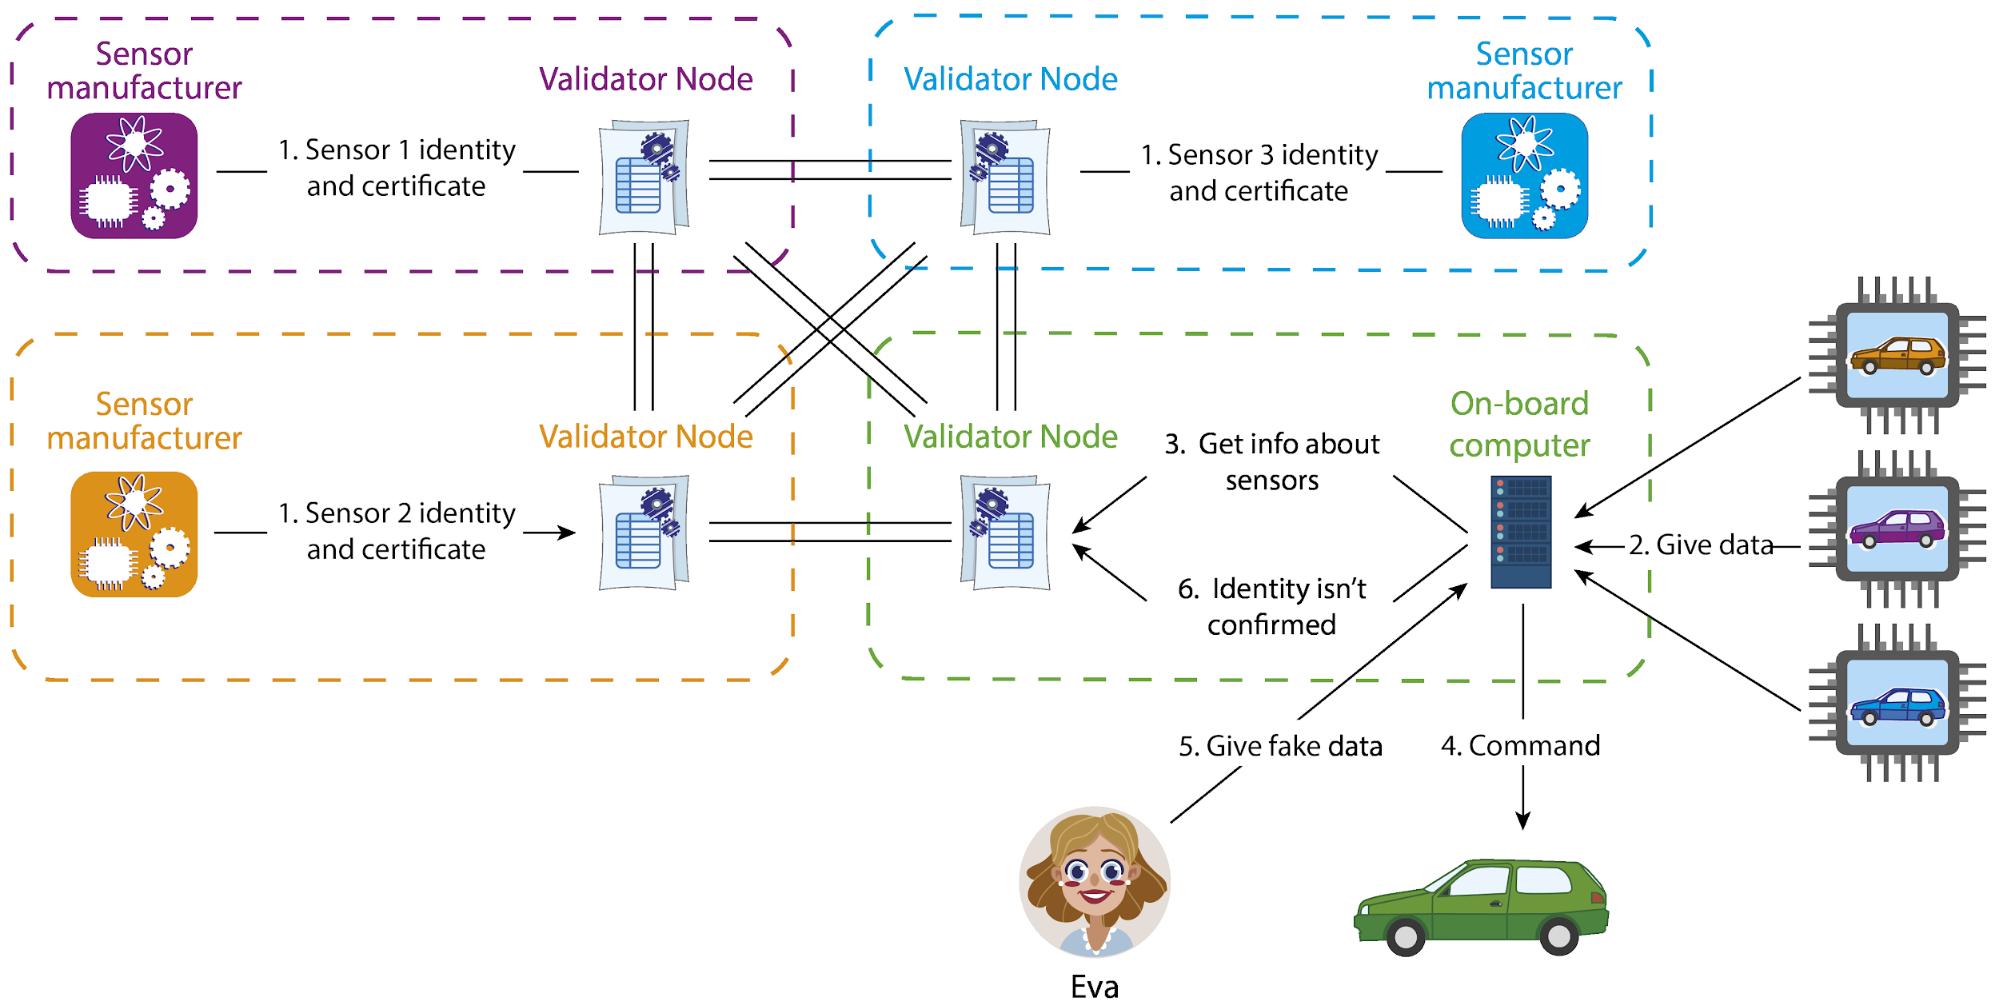 Sensor
manufacturer
1. Sensor 1 identity
and certificate
Validator Node
Validator Node
1. Sensor 3 identity
and certificate
Sensor
manufacturer
Sensor
manufacturer
1. Sensor 2 identity
and certificate
Validator Node
Validator Node
3. Get info about
sensors
On-board
computer
2. Give data
6. Identity isn’t
confirmed
5. Give fake data
4. Command
Eva